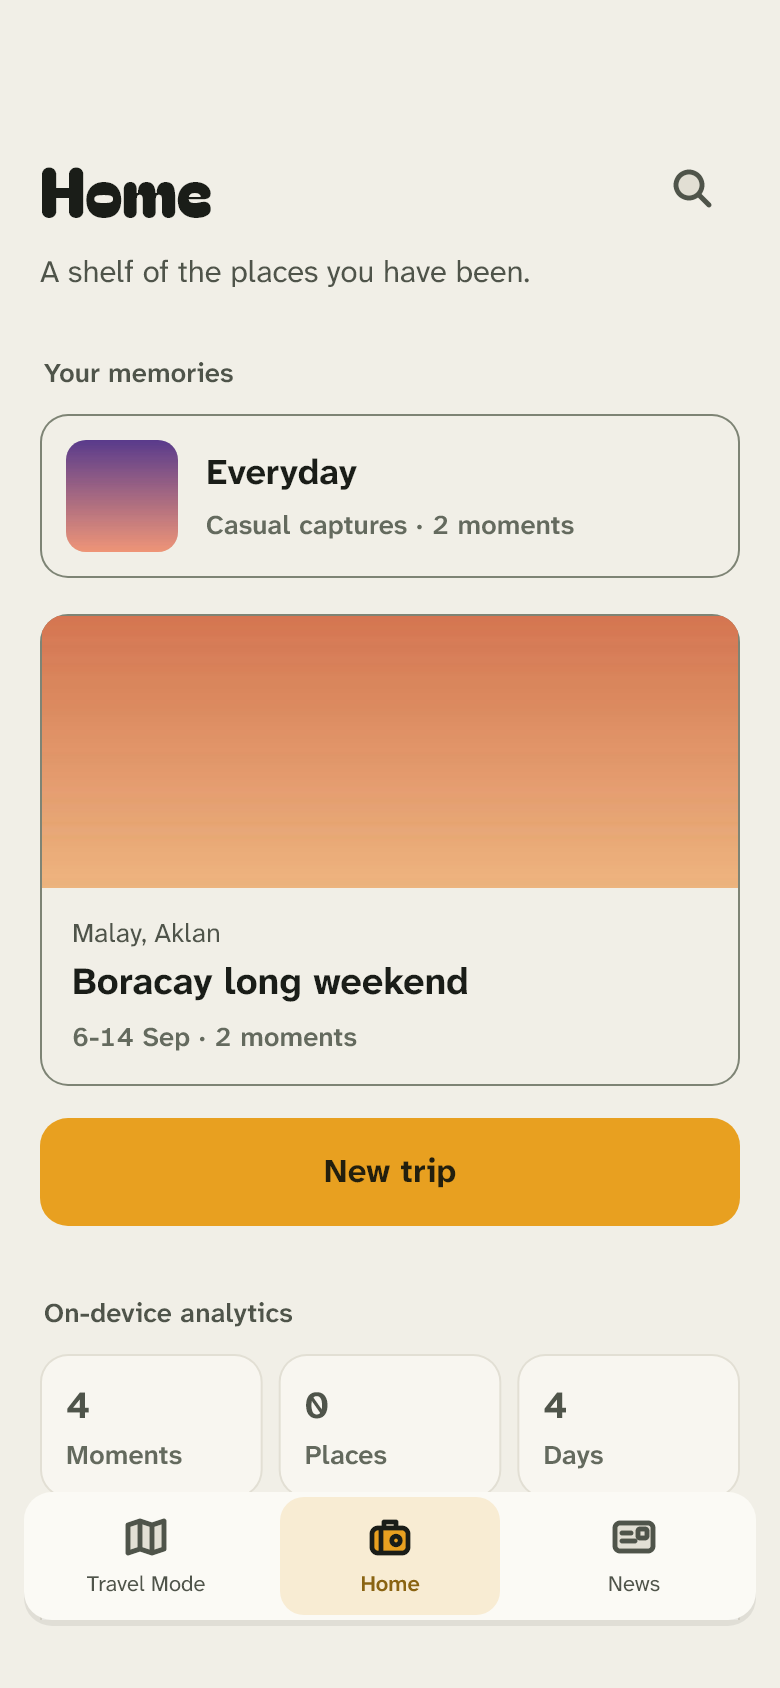 Home
A shelf of the places you have been.
Your memories
Everyday
Casual captures · 2 moments
Malay, Aklan
Boracay long weekend
6-14 Sep · 2 moments
New trip
On-device analytics
4
Moments
0
Places
4
Days
Travel Mode
Home
News